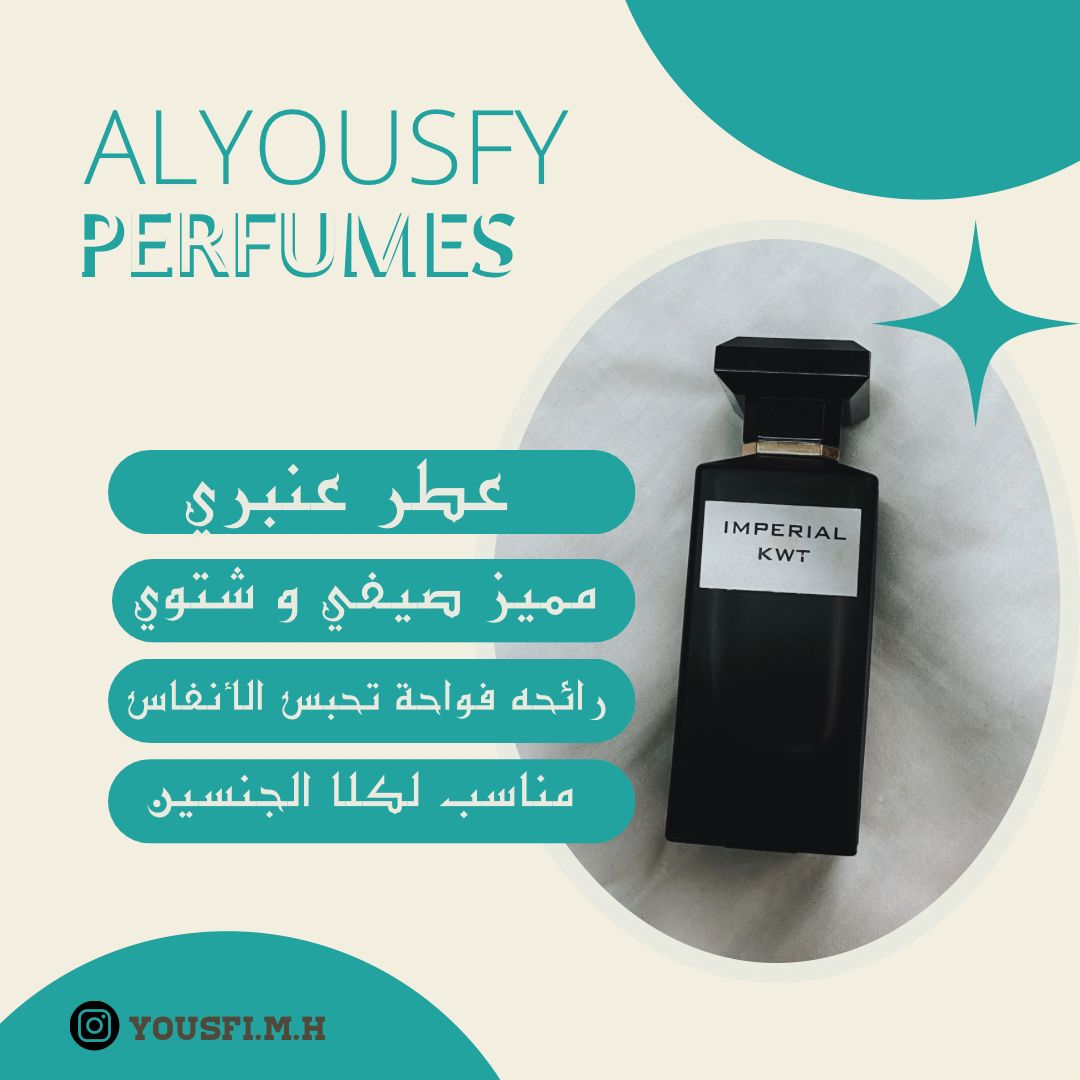 ALYOUSFY
PERFUMES
عطر عنبري
مميز صيفي و شتوي
رائحه فواحة تحبس الأنفاس
مناسب لكلا الجنسين
IMPERIAL
KWT
YOUSFI.M.H